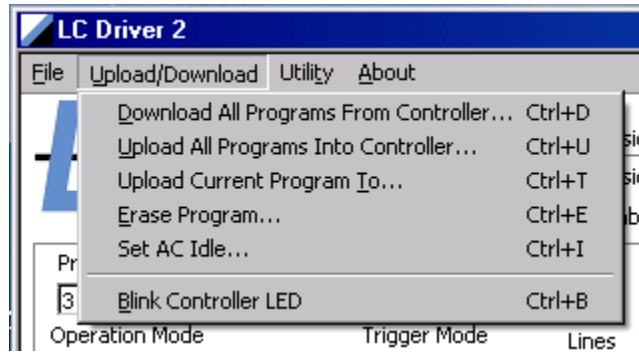 LC Driver 2
File Upload/Download Utility About
Download All Programs From Controller... Ctrl+D
Upload All Programs Into Controller... Ctrl+U
Upload Current Program To... Ctrl+T
Erase Program... Ctrl+E
Set AC Idle... Ctrl+I
Blink Controller LED Ctrl+B
3
Operation Mode Trigger Mode Lines